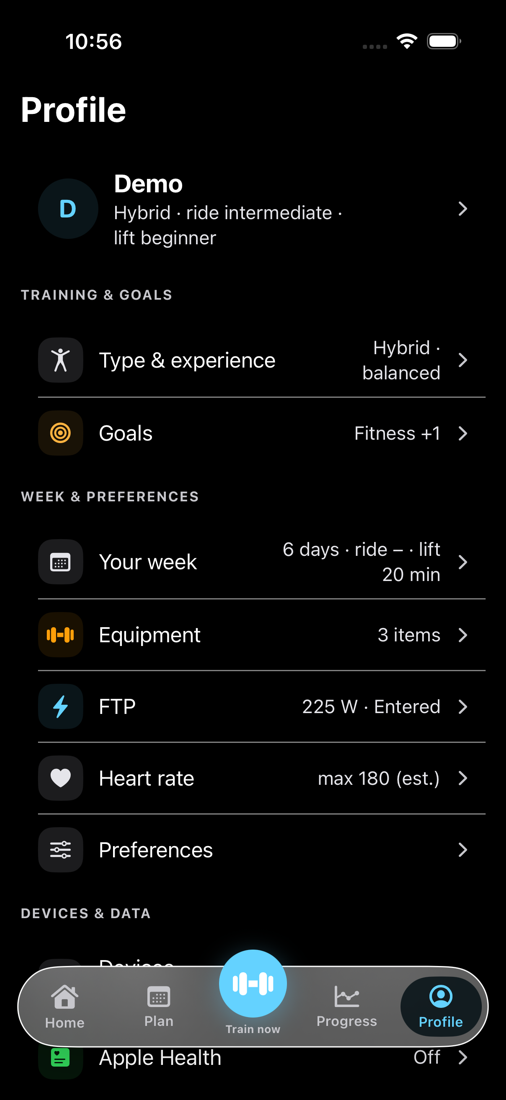 10:56
Profile
D
Demo
Hybrid · ride intermediate ·
lift beginner
TRAINING & GOALS
Type & experience
Hybrid ·
balanced
Goals
Fitness +1
WEEK & PREFERENCES
Your week
6 days · ride – · lift
20 min
Equipment
3 items
FTP
225 W · Entered
Heart rate
max 180 (est.)
Preferences
DEVICES & DATA
Devices
Home
Plan
Train now
Progress
Profile
Apple Health
Off